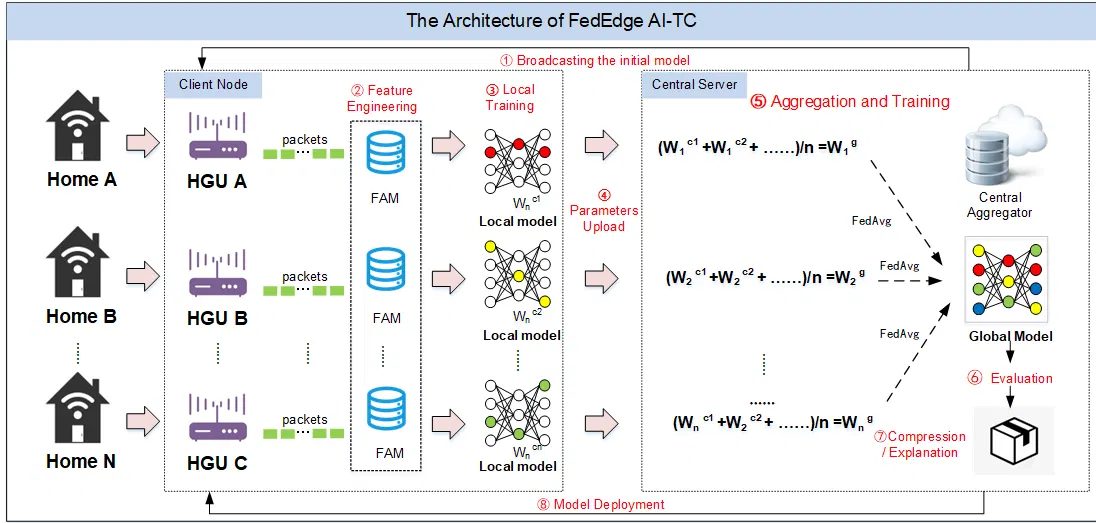 The Architecture of FedEdge AI-TC
① Broadcasting the initial model
Client Node
② Feature
Engineering
③ Local
Training
Central Server
⑤ Aggregation and Training
packets
FAM
Home A
HGU A
Wn c1
Local model
(W1 c1 +W1 c2 + ……)/n =W1 g
Central
Aggregator
④
Parameters
Upload
FedAvg
packets
FAM
Home B
HGU B
Wn c2
Local model
(W2 c1 +W2 c2 + ……)/n =W2 g
FedAvg
FedAvg
Global Model
⑥ Evaluation
packets
FAM
Home N
HGU C
Wn cn
Local model
......
(Wn c1 +W2 c2 + ……)/n =Wn g
⑦Compression
/ Explanation
⑧ Model Deployment